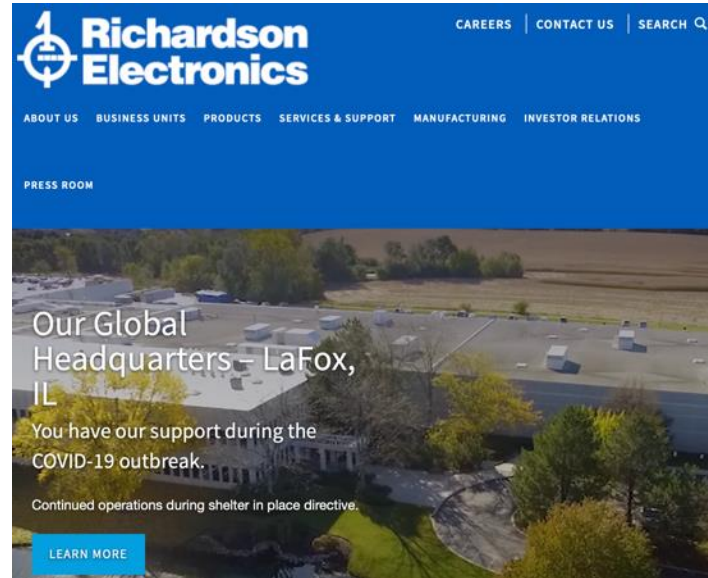 Richardson
Electronics
CAREERS CONTACT US SEARCH
ABOUT US BUSINESS UNITS PRODUCTS SERVICES & SUPPORT MANUFACTURING INVESTOR RELATIONS
PRESS ROOM
Our Global
Headquarters – LaFox,
IL
You have our support during the
COVID-19 outbreak.
Continued operations during shelter in place directive.
LEARN MORE